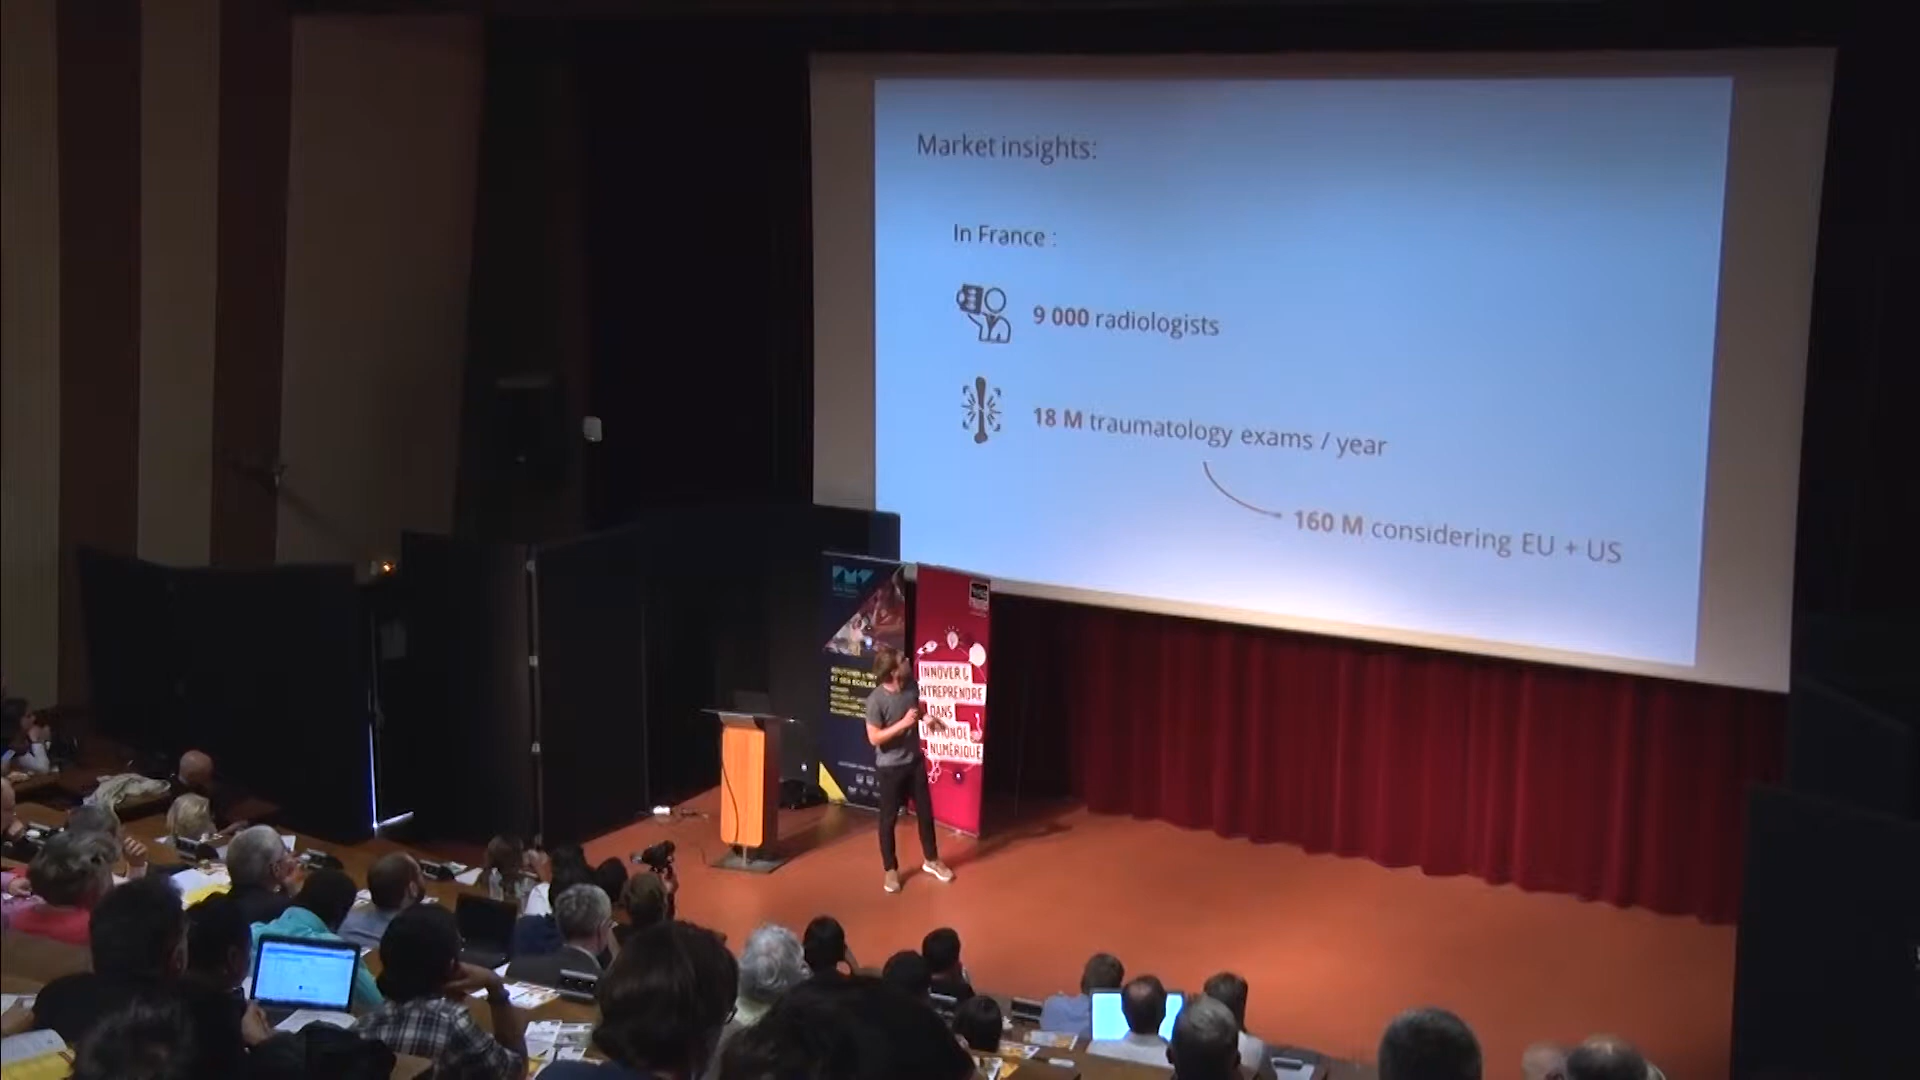 Market insights:
In France :
9 000 radiologists
18 M traumatology exams / year
160 M considering EU + US
INNOVER &
ENTREPRENDRE
DANS
UN MONDE
NUMÉRIQUE